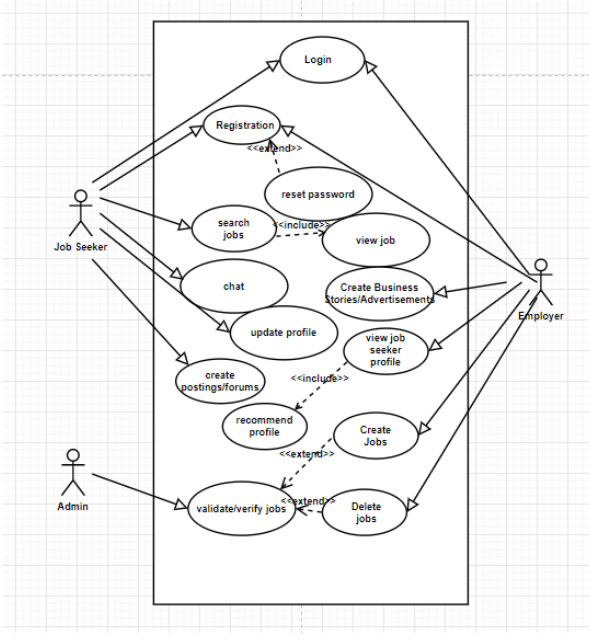 Login
Registration
<<extend>>
reset password
Job Seeker
search
jobs
<<include>>
view job
chat
Create Business
Stories/Advertisements
Employer
update profile
view job
seeker
profile
create
postings/forums
<<include>>
recommend
profile
Create
Jobs
<<extend>>
Admin
validate/verify jobs
<<extend>>
Delete
jobs